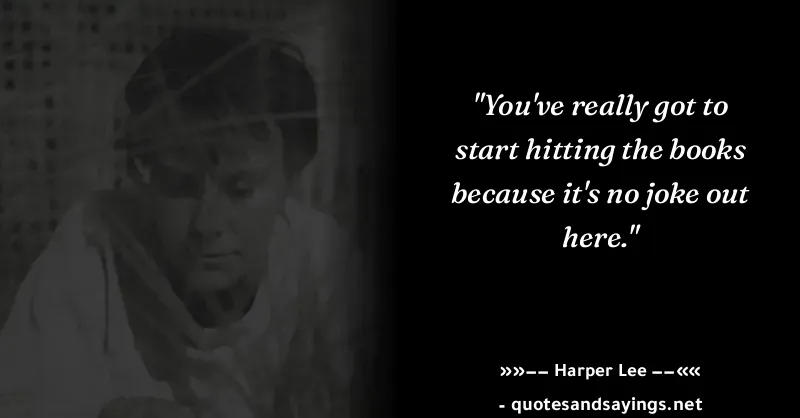 "You've really got to
start hitting the books
because it's no joke out
here."
»»−− Harper Lee −−««
- quotesandsayings.net